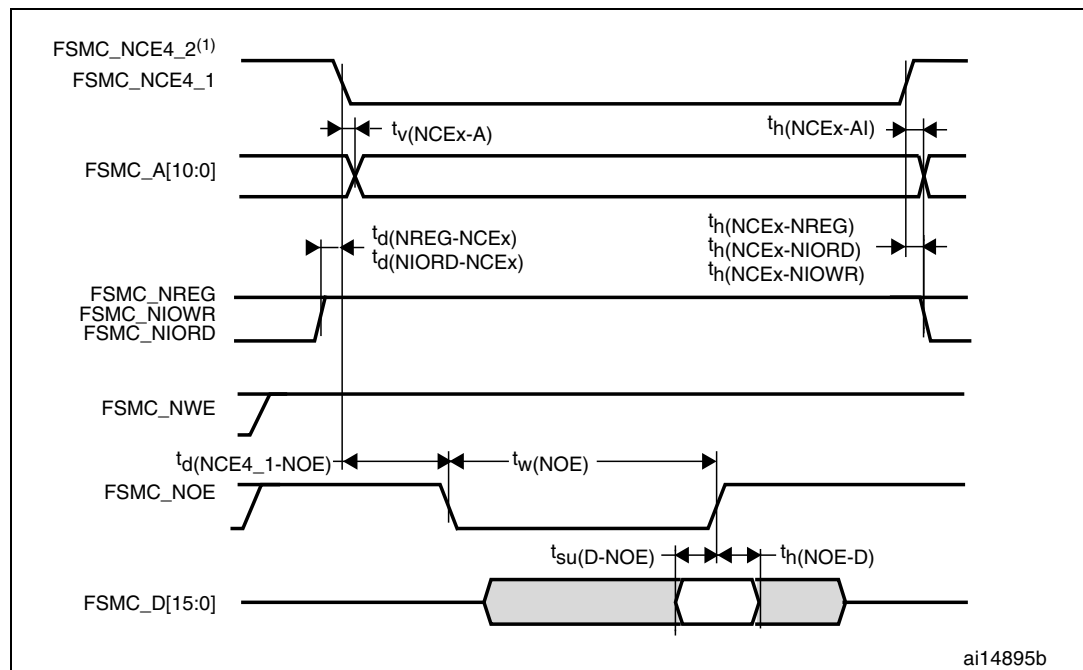 FSMC_NCE4_2(1)
FSMC_NCE4_1
tv(NCEx-A)
th(NCEx-AI)
FSMC_A[10:0]
td(NREG-NCEx)
td(NIORD-NCEx)
th(NCEx-NREG)
th(NCEx-NIORD)
th(NCEx-NIOWR)
FSMC_NREG
FSMC_NIOWR
FSMC_NIORD
FSMC_NWE
td(NCE4_1-NOE)
tw(NOE)
FSMC_NOE
tsu(D-NOE)
th(NOE-D)
FSMC_D[15:0]
ai14895b